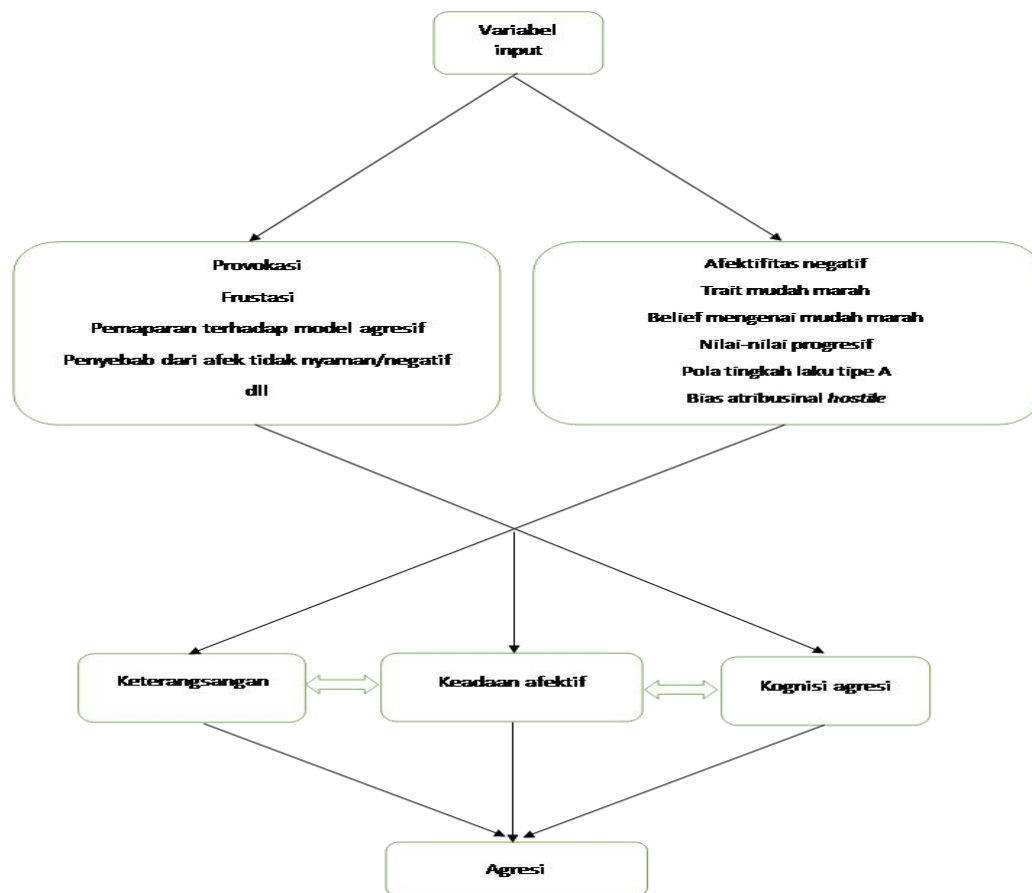 Variabel
input
Provokasi
Frustasi
Pemaparan terhadap model agresif
Penyebab dari afek tidak nyaman/negatif
dll
Afektifitas negatif
Trait mudah marah
Belief mengenai mudah marah
Nilai-nilai progresif
Pola tingkah laku tipe A
Bias atribusinal hostile
Keterangsangan
Keadaan afektif
Kognisi agresi
Agresi